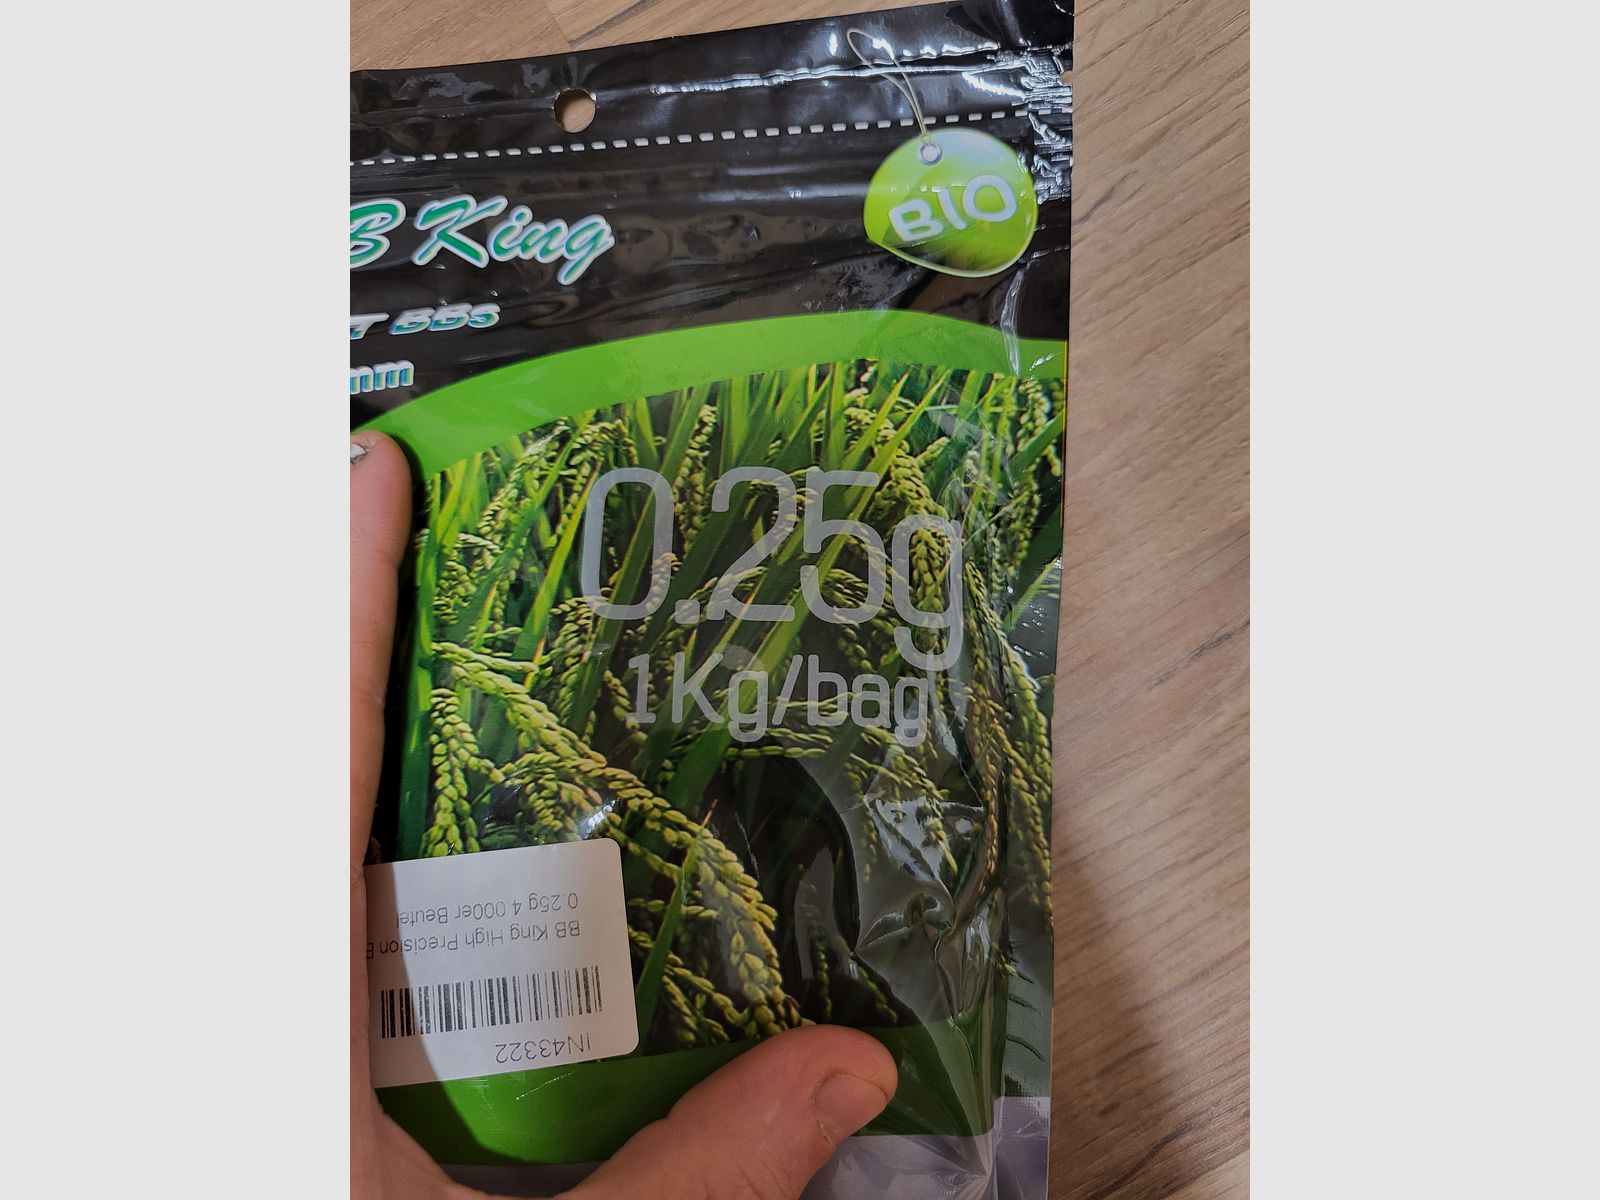 BIO
B King
T BBs
mm
0.25g
1Kg/bag
IN43322
BB King High Precision B
0.25g 4.000er Beutel